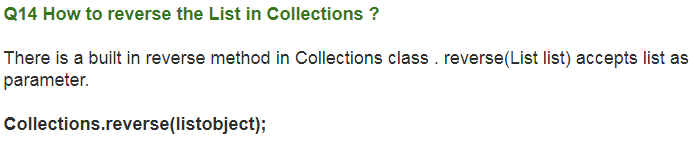 Q14 How to reverse the List in Collections ?
There is a built in reverse method in Collections class . reverse(List list) accepts list as
parameter.
Collections.reverse(listobject);